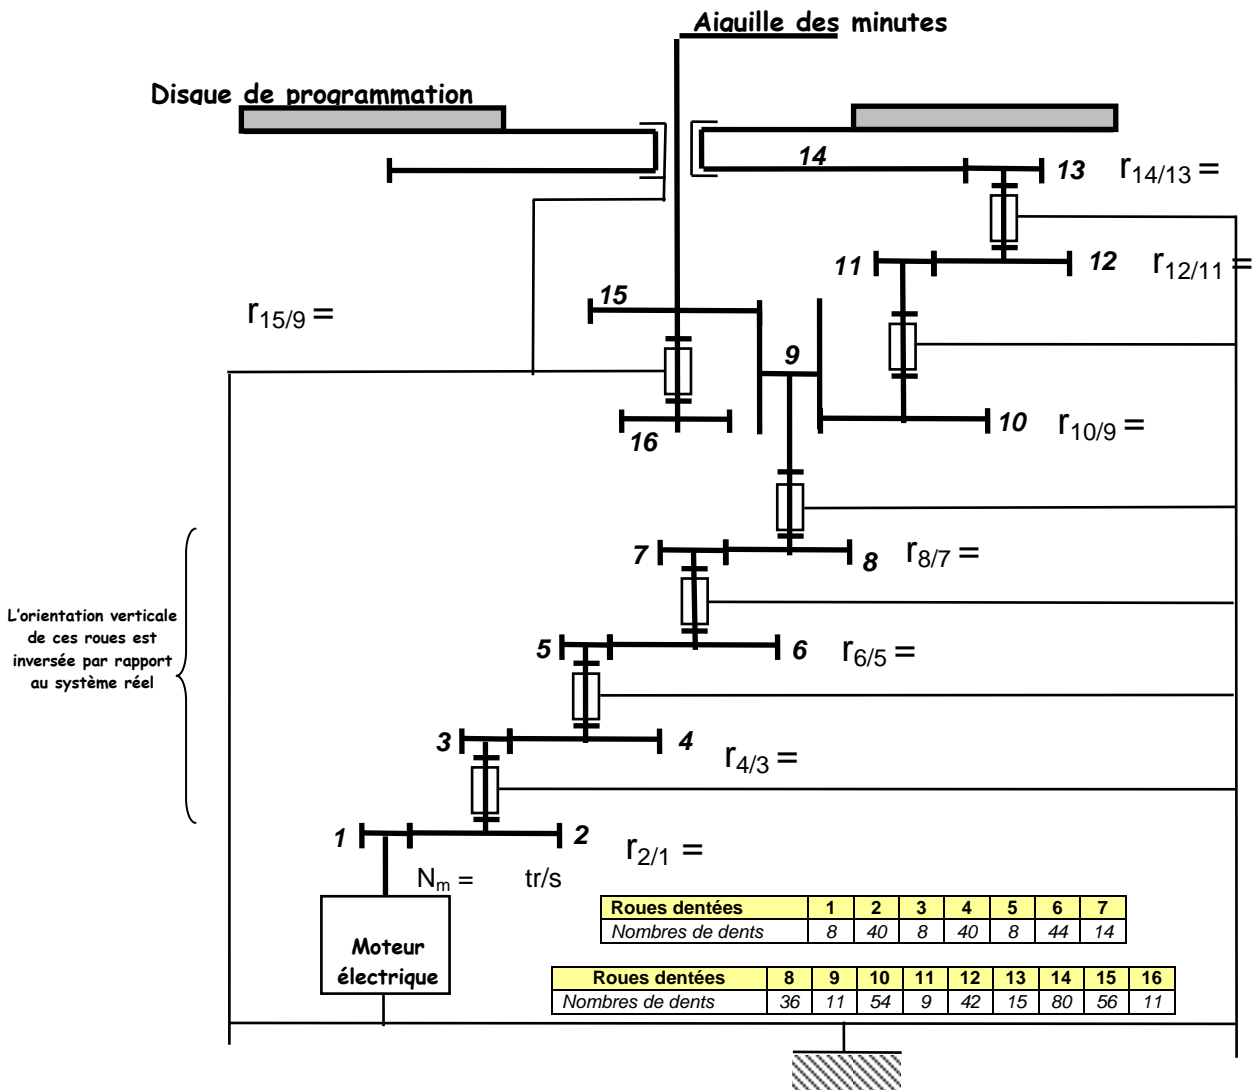 Aiguille des minutes
Disque de programmation
14
13
r14/13 =
11
12
r12/11 =
15
r15/9 =
9
16
10
r10/9 =
7
8
r8/7 =
L'orientation verticale
de ces roues est
inversée par rapport
au système réel
5
6
r6/5 =
3
4
r4/3 =
1
2
r2/1 =
Nm = tr/s
Moteur
électrique
Roues dentées 1 2 3 4 5 6 7
Nombres de dents 8 40 8 40 8 44 14
Roues dentées 8 9 10 11 12 13 14 15 16
Nombres de dents 36 11 54 9 42 15 80 56 11